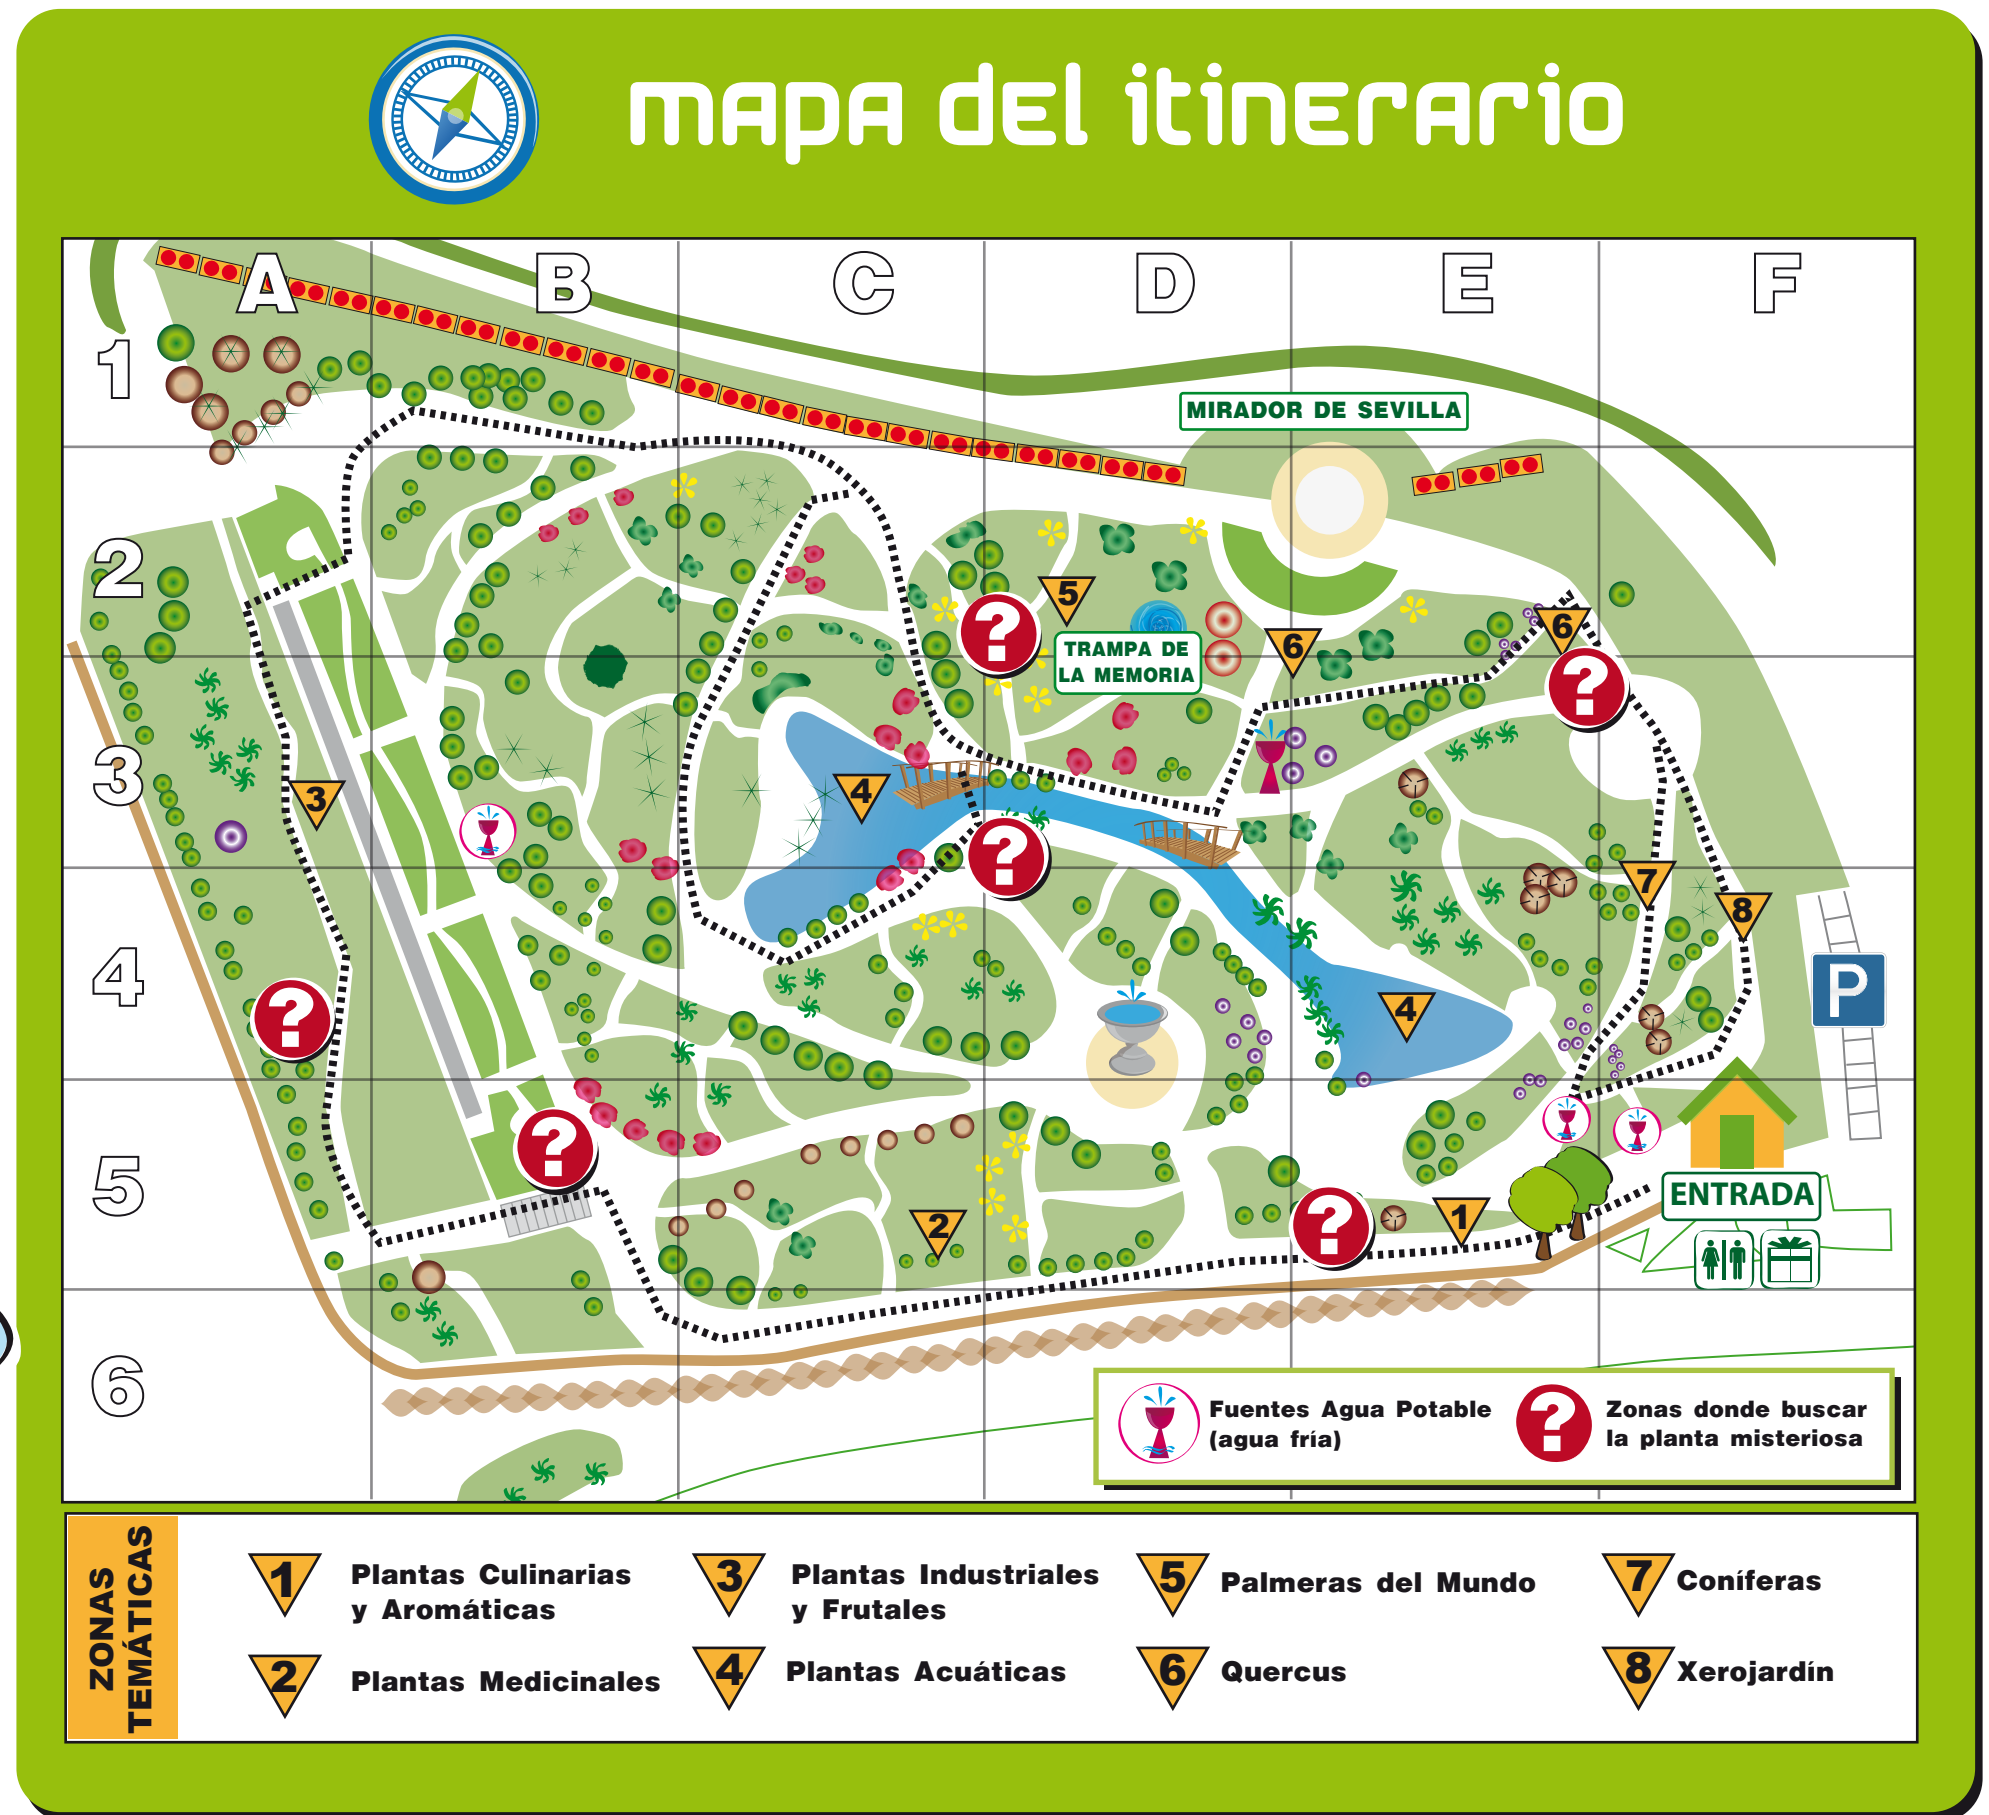 mapa del itinerario
A B C D E F
1
MIRADOR DE SEVILLA
2
5
6
6
?
TRAMPA DE
LA MEMORIA
?
3
3
4
?
7
8
4
P
?
4
5
?
ENTRADA
?
1
2
6
Fuentes Agua Potable
(agua fría)
?
Zonas donde buscar
la planta misteriosa
ZONAS
TEMÁTICAS
1 Plantas Culinarias
y Aromáticas
2 Plantas Medicinales
3 Plantas Industriales
y Frutales
4 Plantas Acuáticas
5 Palmeras del Mundo
6 Quercus
7 Coníferas
8 Xerojardín